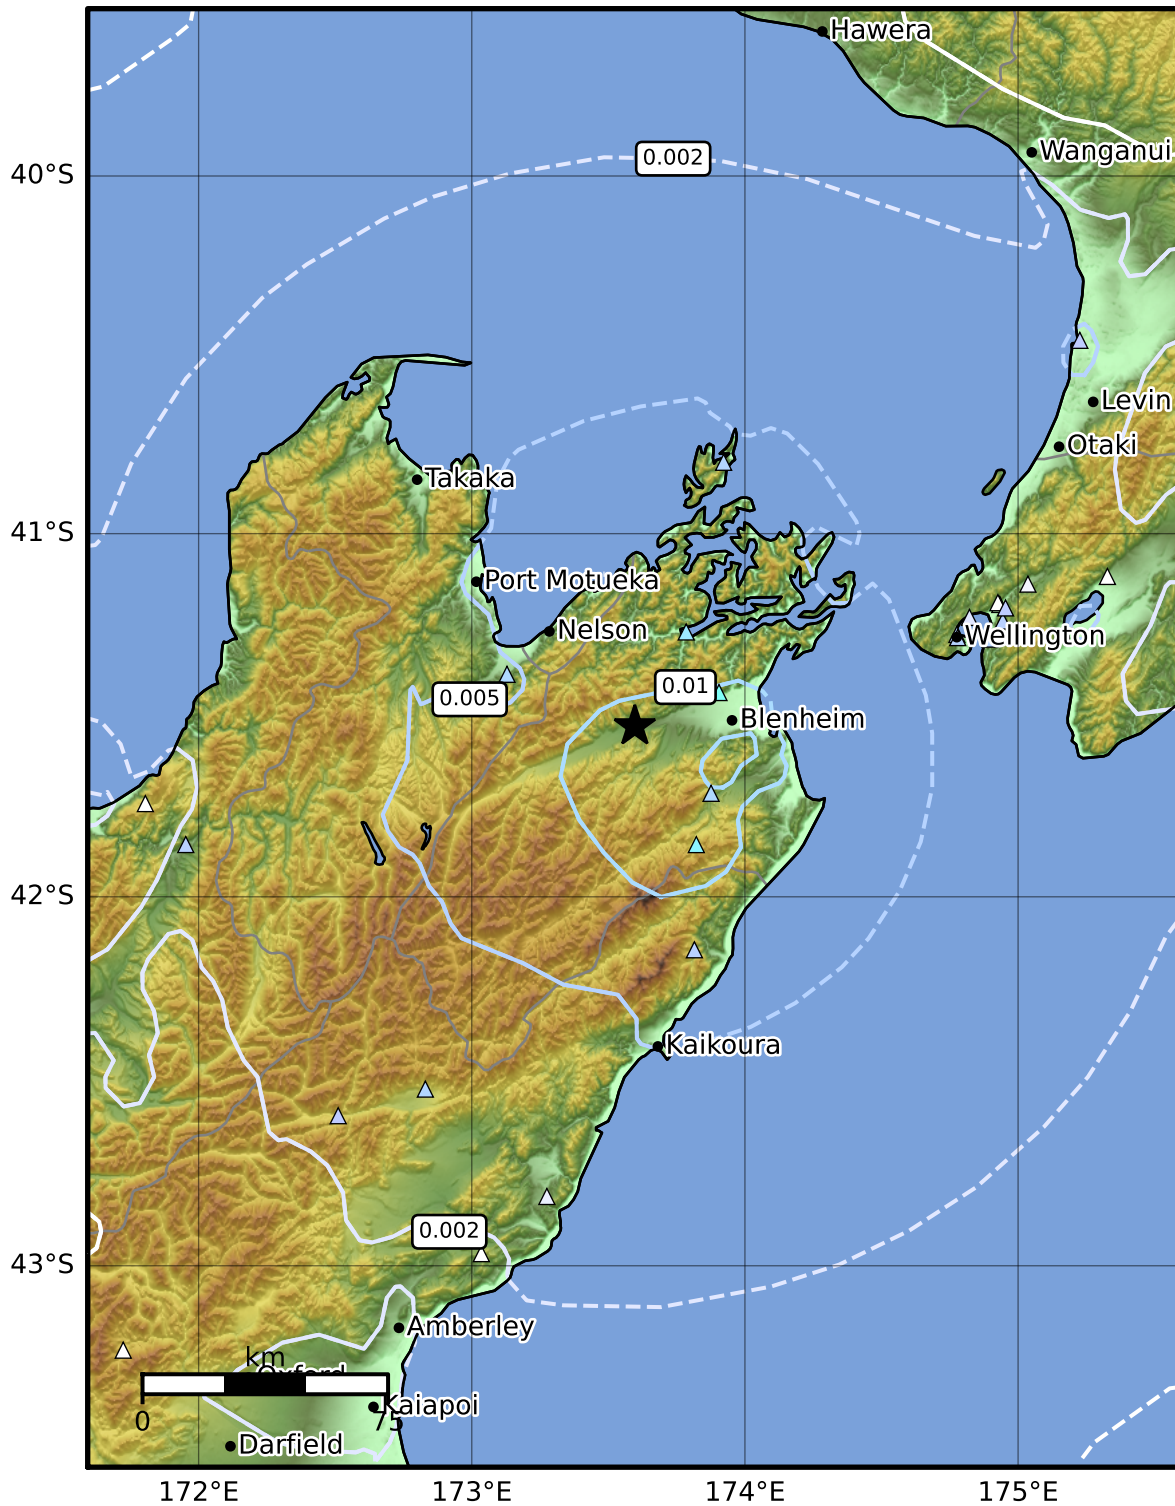 Hawera
Wanganui
0.002
40°S
Levin
Otaki
Takaka
41°S
Port Motueka
Nelson
Wellington
0.005
0.01
Blenheim
42°S
Kaikoura
0.002
43°S
Amberley
km
Oxford
Kaiapoi
0
75
Darfield
172°E
173°E
174°E
175°E